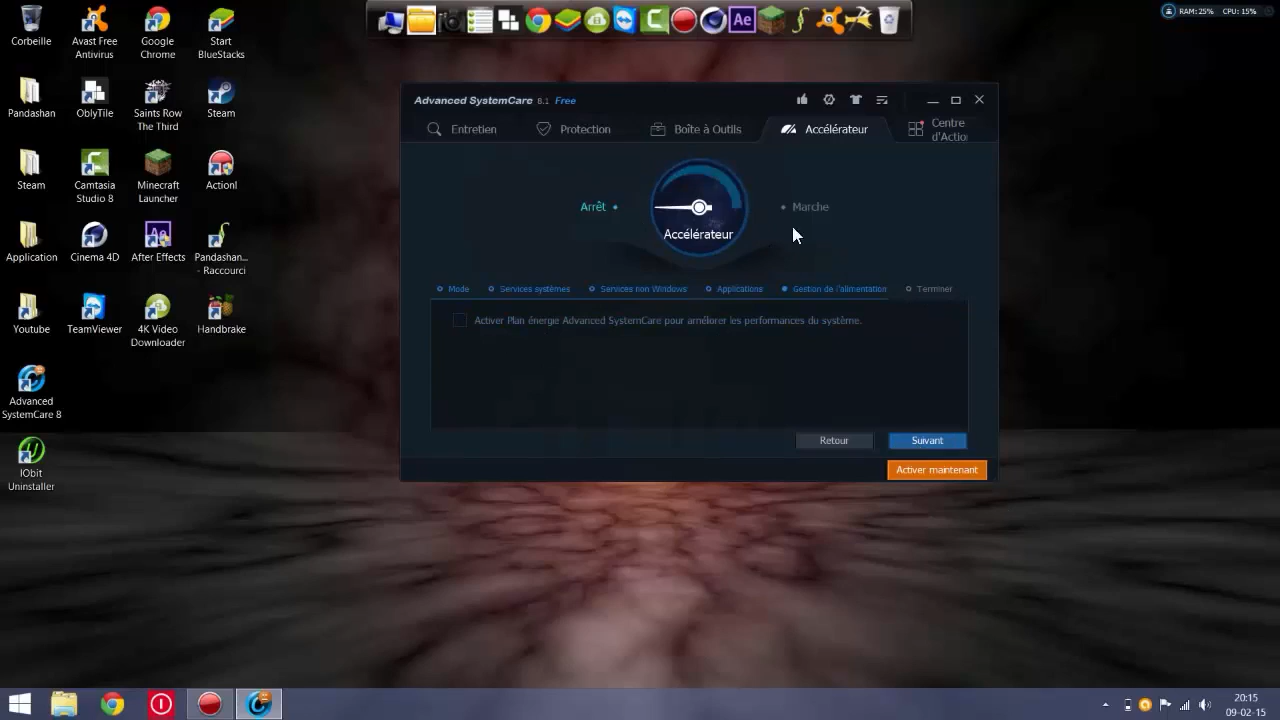 Corbeille
Avast Free
Antivirus
Google
Chrome
Start
BlueStacks
Pandashan
OblyTile
Saints Row
The Third
Steam
Steam
Camtasia
Studio 8
Minecraft
Launcher
Action!
Application
Cinema 4D
After Effects
Pandashan...
- Raccourci
Youtube
TeamViewer
4K Video
Downloader
Handbrake
Advanced
SystemCare 8
IObit
Uninstaller
Ae
RAM: 25% CPU: 15%
Advanced SystemCare 8.1 Free
Entretien
Protection
Boîte à Outils
Accélérateur
Centre
d'Actio
Arrêt
Marche
Accélérateur
Mode
Services systèmes
Services non Windows
Applications
Gestion de l'alimentation
Terminer
Activer Plan énergie Advanced SystemCare pour amélorer les performances du système.
Retour
Suivant
Activer maintenant
20:15
09-02-15